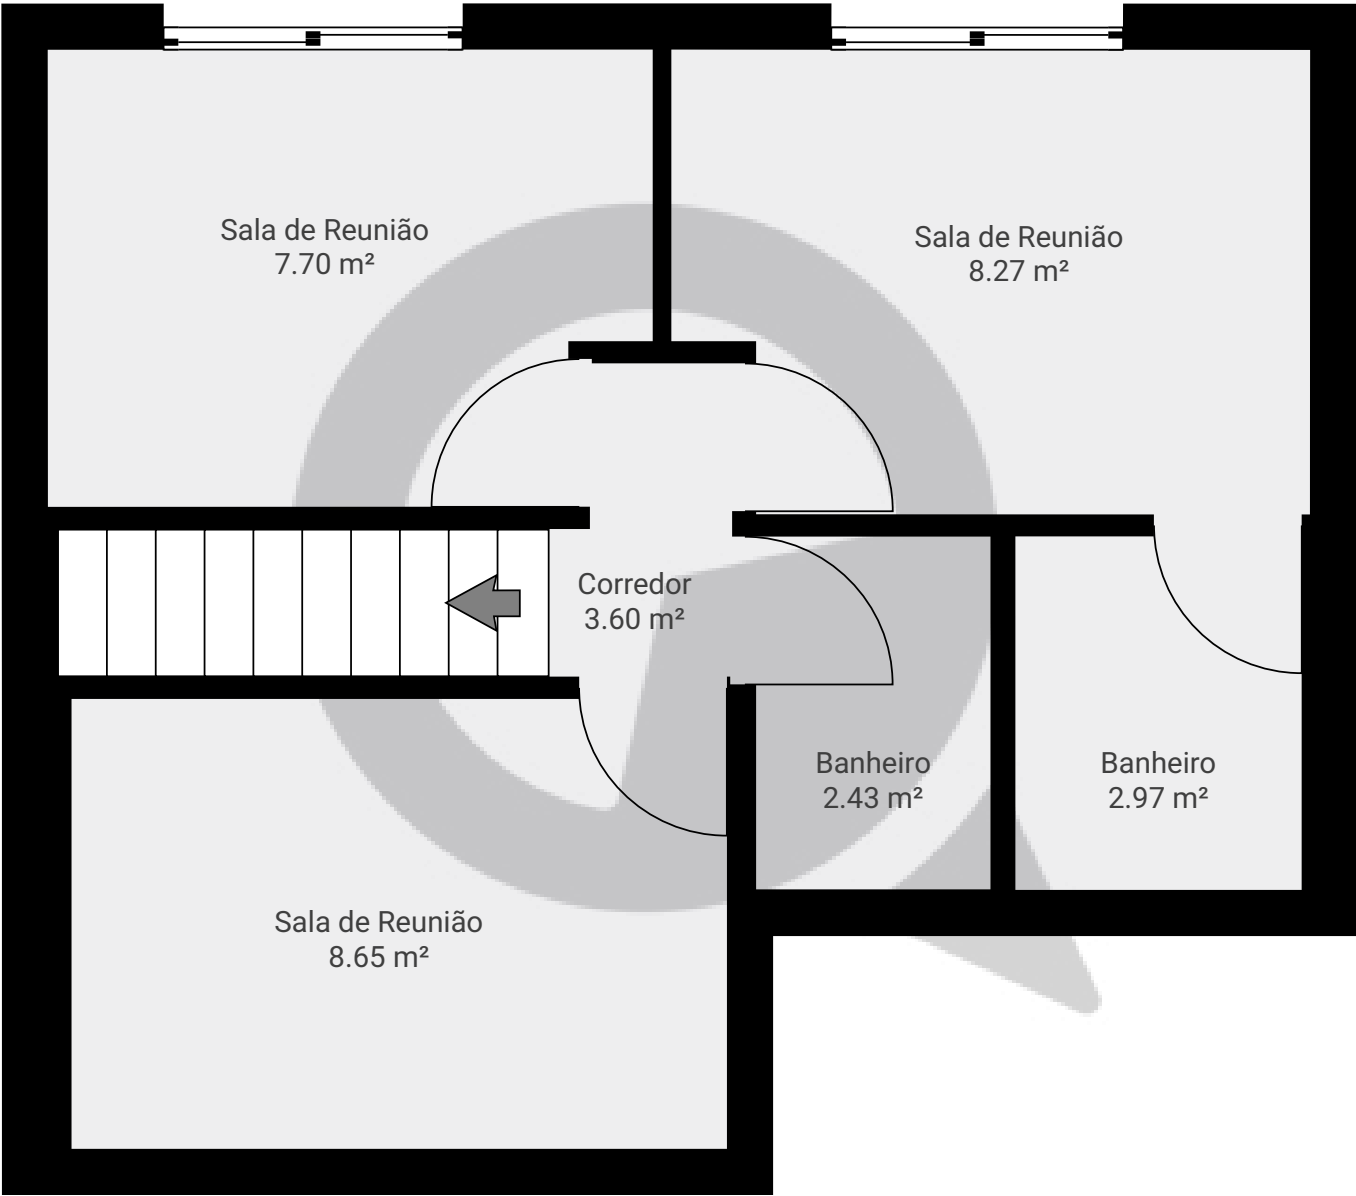 Sala de Reunião
7.70 m²
Sala de Reunião
8.27 m²
Corredor
3.60 m²
Banheiro
2.43 m²
Banheiro
2.97 m²
Sala de Reunião
8.65 m²